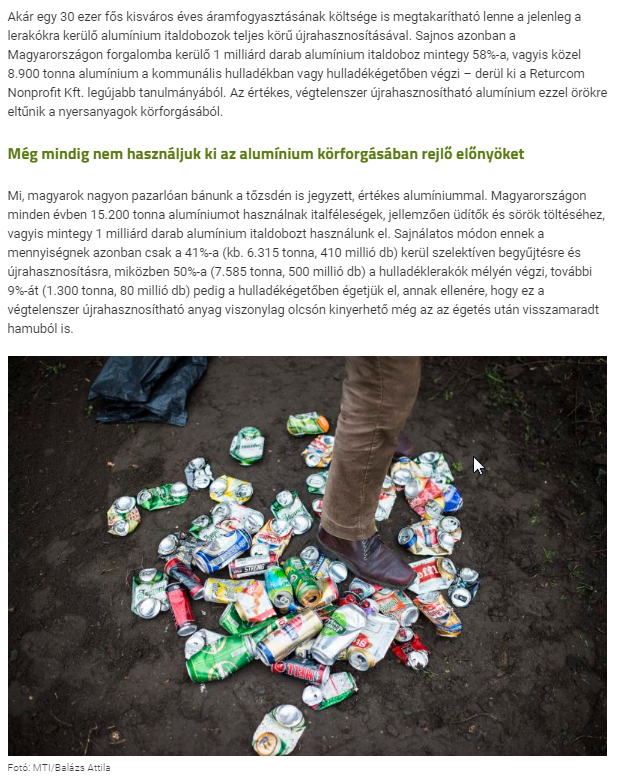 Akár egy 30 ezer fős kisváros éves áramfogyasztásának költsége is megtakarítható lenne a jelenleg a
lerakókra kerülő alumínium italdobozok teljes körű újrahasznosításával. Sajnos azonban a
Magyarországon forgalomba kerülő 1 milliárd darab alumínium italdoboz mintegy 58%-a, vagyis közel
8.900 tonna alumínium a kommunális hulladékban vagy hulladékégetőben végzi – derül ki a Returcom
Nonprofit Kft. legújabb tanulmányából. Az értékes, végtelenszer újrahasznosítható alumínium ezzel örökre
eltűnik a nyersanyagok körforgásából.
Még mindig nem használjuk ki az alumínium körforgásában rejlő előnyöket
Mi, magyarok nagyon pazarlóan bánunk a tőzsdén is jegyzett, értékes alumíniummal. Magyarországon
minden évben 15.200 tonna alumíniumot használnak italféleségek, jellemzően üdítők és sörök töltéséhez,
vagyis mintegy 1 milliárd darab alumínium italdobozt használunk el. Sajnálatos módon ennek a
mennyiségnek azonban csak a 41%-a (kb. 6.315 tonna, 410 millió db) kerül szelektíven begyűjtésre és
újrahasznosításra, miközben 50%-a (7.585 tonna, 500 millió db) a hulladéklerakók mélyén végzi, további
9%-át (1.300 tonna, 80 millió db) pedig a hulladékégetőben égetjük el, annak ellenére, hogy ez a
végtelenszer újrahasznosítható anyag viszonylag olcsón kinyerhető még az az égetés után visszamaradt
hamuból is.
STRONG
HELL
Fotó: MTI/Balázs Attila